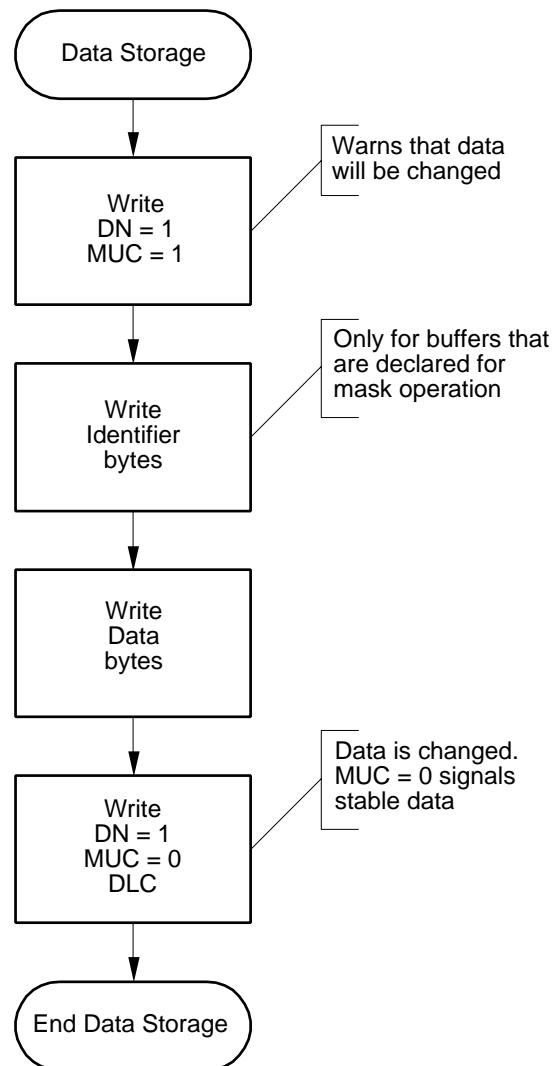 Data Storage
Warns that data
will be changed
Write
DN = 1
MUC = 1
Only for buffers that
are declared for
mask operation
Write
Identifier
bytes
Write
Data
bytes
Data is changed.
MUC = 0 signals
stable data
Write
DN = 1
MUC = 0
DLC
End Data Storage